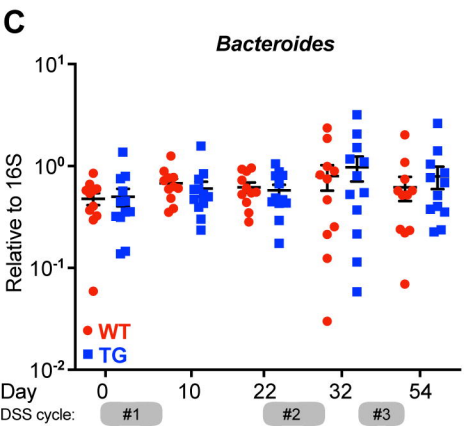 C
Bacteroides
10¹
10⁰
10⁻¹
10⁻²
Relative to 16S
WT
TG
Day 0 10 22 32 54
DSS cycle: #1 #2 #3